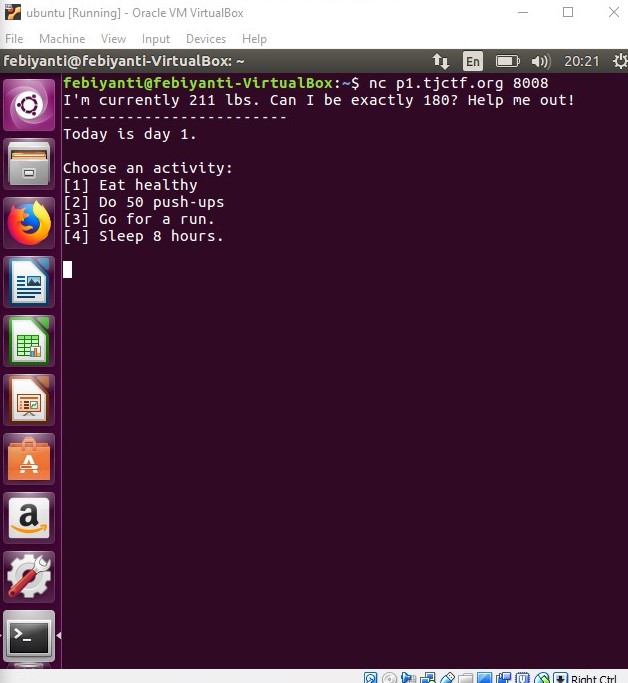 ubuntu [Running] - Oracle VM VirtualBox
File Machine View Input Devices Help
febiyanti@febiyanti-VirtualBox: ~ En 20:21
febiyanti@febiyanti-VirtualBox:~$ nc p1.tjctf.org 8008
I'm currently 211 lbs. Can I be exactly 180? Help me out!
-------------------------
Today is day 1.
Choose an activity:
[1] Eat healthy
[2] Do 50 push-ups
[3] Go for a run.
[4] Sleep 8 hours.
a
>_
Right Ctrl